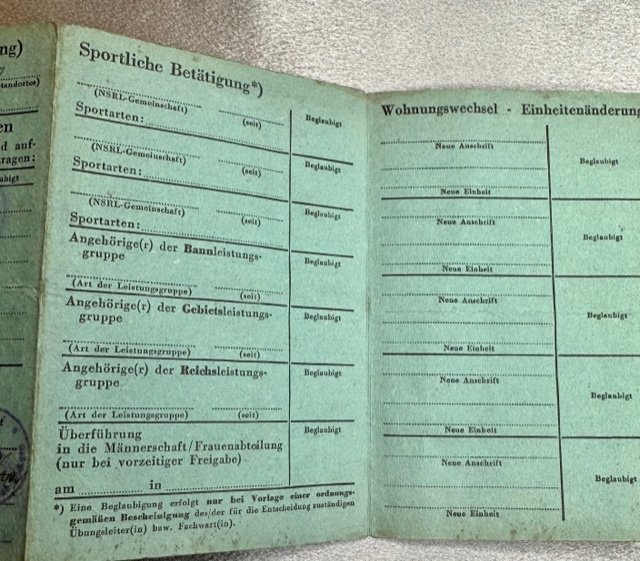 ng)
Standortes)
en
d auf-
tragen:
Sportliche Betätigung*)
(NSRL-Gemeinschaft) (seit) Beglaubigt
Sportarten:
(NSRL-Gemeinschaft) (seit) Beglaubigt
Sportarten:
(NSRL-Gemeinschaft) (seit) Beglaubigt
Sportarten:
Angehörige(r) der Bannleistungs-
gruppe Beglaubigt
(Art der Leistungsgruppe) (seit)
Angehörige(r) der Gebietsleistungs-
gruppe Beglaubigt
(Art der Leistungsgruppe) (seit)
Angehörige(r) der Reichsleistungs-
gruppe Beglaubigt
(Art der Leistungsgruppe) (seit)
Überführung Beglaubigt
in die Männerschaft/Frauenabteilung
(nur bei vorzeitiger Freigabe)
am in
*) Eine Beglaubigung erfolgt nur bei Vorlage einer ordnungs-
gemäßen Bescheinigung des/der für die Entscheidung zuständigen
Übungsleiter(in) bzw. Fachwart(in).
Wohnungswechsel - Einheitenänderung
Neue Anschrift Beglaubigt
Neue Einheit
Neue Anschrift Beglaubigt
Neue Einheit
Neue Anschrift Beglaubigt
Neue Einheit
Neue Anschrift Beglaubigt
Neue Einheit
Neue Anschrift Beglaubigt
Neue Einheit